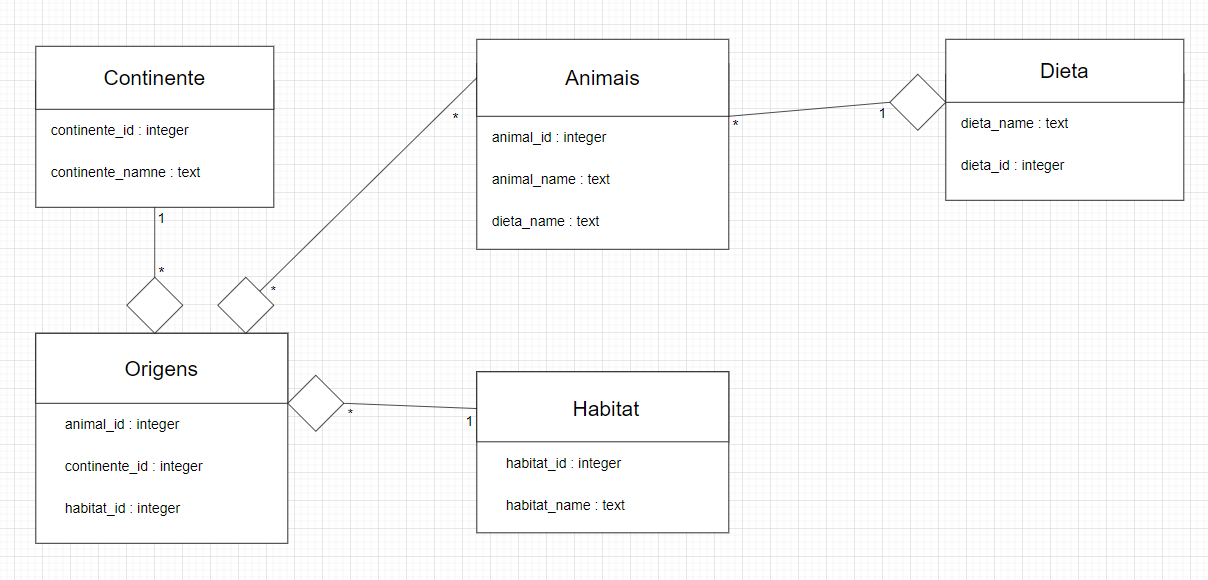 Continente
continente_id : integer
continente_namne : text
1
*
Animais
animal_id : integer
animal_name : text
dieta_name : text
*
*
*
1
Dieta
dieta_name : text
dieta_id : integer
Origens
animal_id : integer
continente_id : integer
habitat_id : integer
*
1
Habitat
habitat_id : integer
habitat_name : text